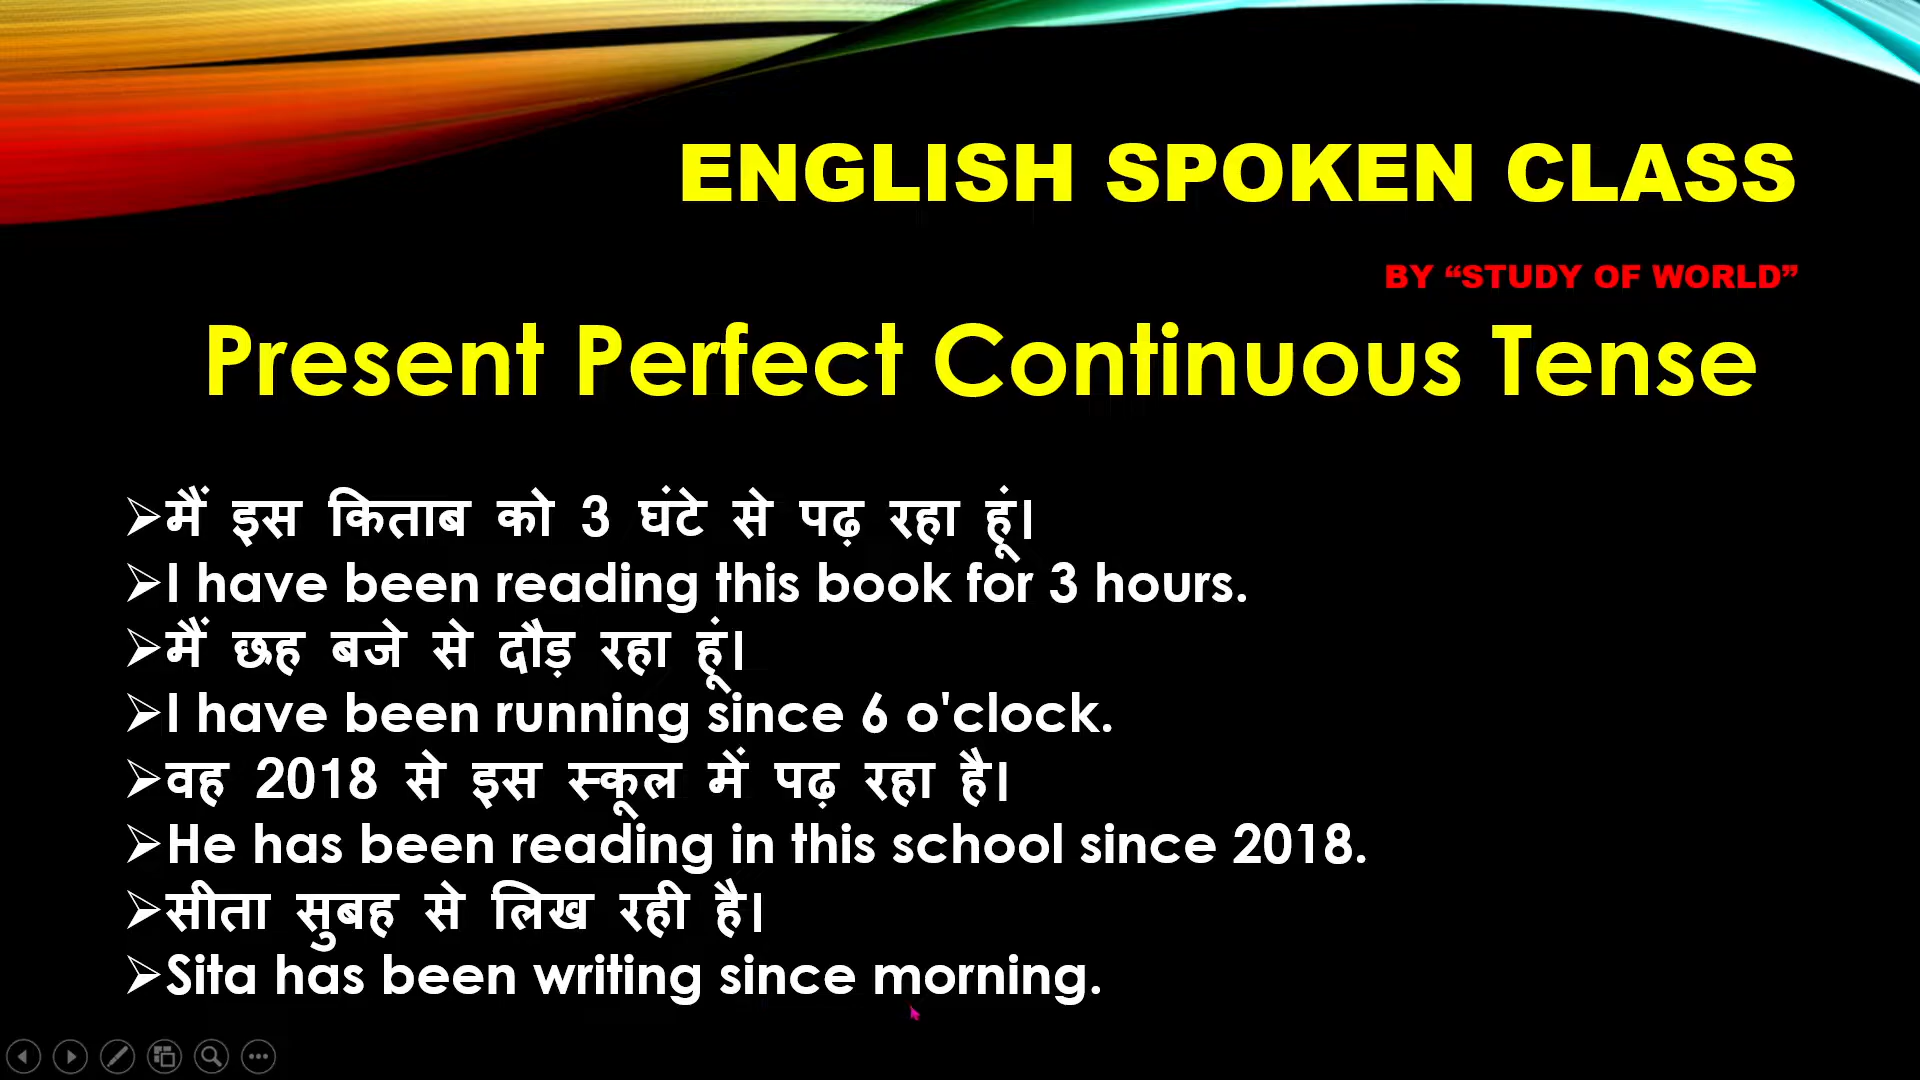 ENGLISH SPOKEN CLASS
BY “STUDY OF WORLD”
Present Perfect Continuous Tense
➢मैं इस किताब को 3 घंटे से पढ़ रहा हूं।
➢I have been reading this book for 3 hours.
➢मैं छह बजे से दौड़ रहा हूं।
➢I have been running since 6 o'clock.
➢वह 2018 से इस स्कूल में पढ़ रहा है।
➢He has been reading in this school since 2018.
➢सीता सुबह से लिख रही है।
➢Sita has been writing since morning.